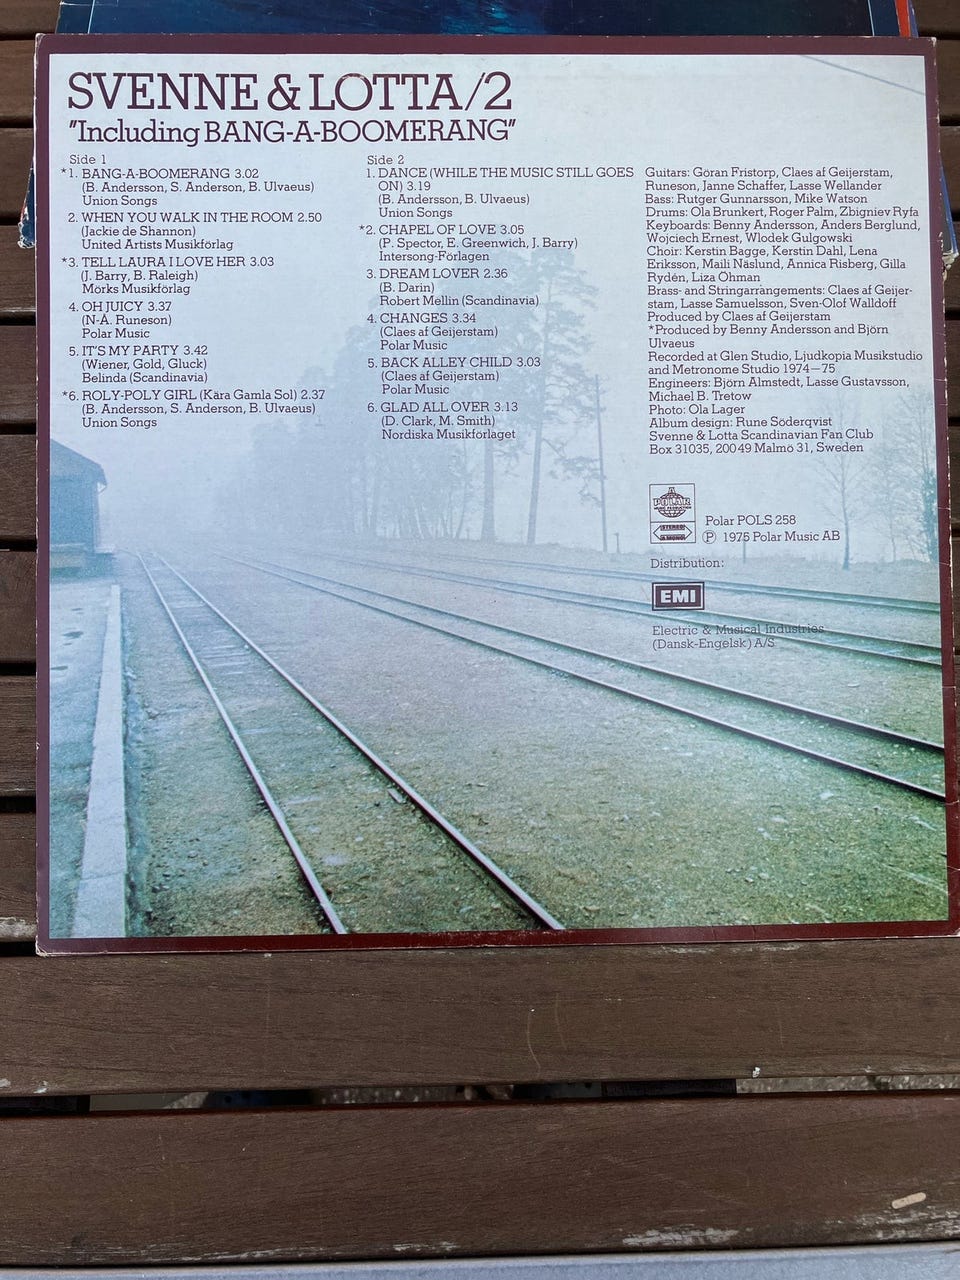 SVENNE & LOTTA/2
"Including BANG-A-BOOMERANG"
Side 1
*1. BANG-A-BOOMERANG 3.02
(B. Andersson, S. Anderson, B. Ulvaeus)
Union Songs
2. WHEN YOU WALK IN THE ROOM 2.50
(Jackie de Shannon)
United Artists Musikförlag
*3. TELL LAURA I LOVE HER 3.03
(J. Barry, B. Raleigh)
Mörks Musikförlag
4. OH JUICY 3.37
(N-Å. Runeson)
Polar Music
5. IT'S MY PARTY 3.42
(Wiener, Gold, Gluck)
Belinda (Scandinavia)
*6. ROLY-POLY GIRL (Kära Gamla Sol) 2.37
(B. Andersson, S. Anderson, B. Ulvaeus)
Union Songs
Side 2
1. DANCE (WHILE THE MUSIC STILL GOES
ON) 3.19
(B. Andersson, B. Ulvaeus)
Union Songs
*2. CHAPEL OF LOVE 3.05
(P. Spector, E. Greenwich, J. Barry)
Intersong-Förlagen
3. DREAM LOVER 2.36
(B. Darin)
Robert Mellin (Scandinavia)
4. CHANGES 3.34
(Claes af Geijerstam)
Polar Music
5. BACK ALLEY CHILD 3.03
(Claes af Geijerstam)
Polar Music
6. GLAD ALL OVER 3.13
(D. Clark, M. Smith)
Nordiska Musikförlaget
Guitars: Göran Fristorp, Claes af Geijerstam,
Runeson, Janne Schaffer, Lasse Wellander
Bass: Rutger Gunnarsson, Mike Watson
Drums: Ola Brunkert, Roger Palm, Zbigniev Ryfa
Keyboards: Benny Andersson, Anders Berglund,
Wojciech Ernest, Wlodek Gulgowski
Choir: Kerstin Bagge, Kerstin Dahl, Lena
Eriksson, Maili Näslund, Annica Risberg, Gilla
Rydén, Liza Öhman
Brass- and Stringarrangements: Claes af Geijer-
stam, Lasse Samuelsson, Sven-Olof Walldoff
Produced by Claes af Geijerstam
*Produced by Benny Andersson and Björn
Ulvaeus
Recorded at Glen Studio, Ljudkopia Musikstudio
and Metronome Studio 1974–75
Engineers: Björn Almstedt, Lasse Gustavsson,
Michael B. Tretow
Photo: Ola Lager
Album design: Rune Söderqvist
Svenne & Lotta Scandinavian Fan Club
Box 31035, 20049 Malmö 31, Sweden
A
POLAR
MUSIC PRODUCTION
STEREO
& MONO
Polar POLS 258
Ⓟ 1975 Polar Music AB
Distribution:
EMI
Electric & Musical Industries
(Dansk-Engelsk) A/S